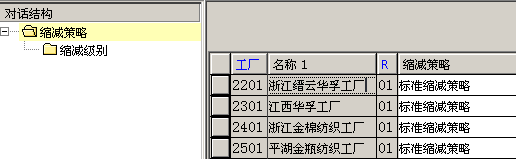 对话结构
缩减策略
缩减级别
工厂 名称 1 R 缩减策略
2201 浙江缙云华孚工厂 01 标准缩减策略
2301 江西华孚工厂 01 标准缩减策略
2401 浙江金棉纺织工厂 01 标准缩减策略
2501 平湖金瓶纺织工厂 01 标准缩减策略